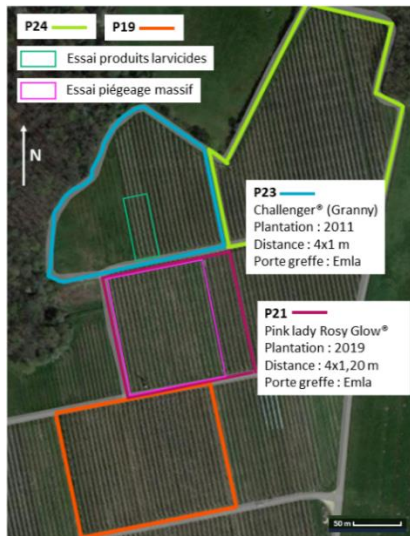 P24 P19
Essai produits larvicides
Essai piégeage massif
N
P23
Challenger® (Granny)
Plantation : 2011
Distance : 4x1 m
Porte greffe : Emla
P21
Pink lady Rosy Glow®
Plantation : 2019
Distance : 4x1,20 m
Porte greffe : Emla
50 m